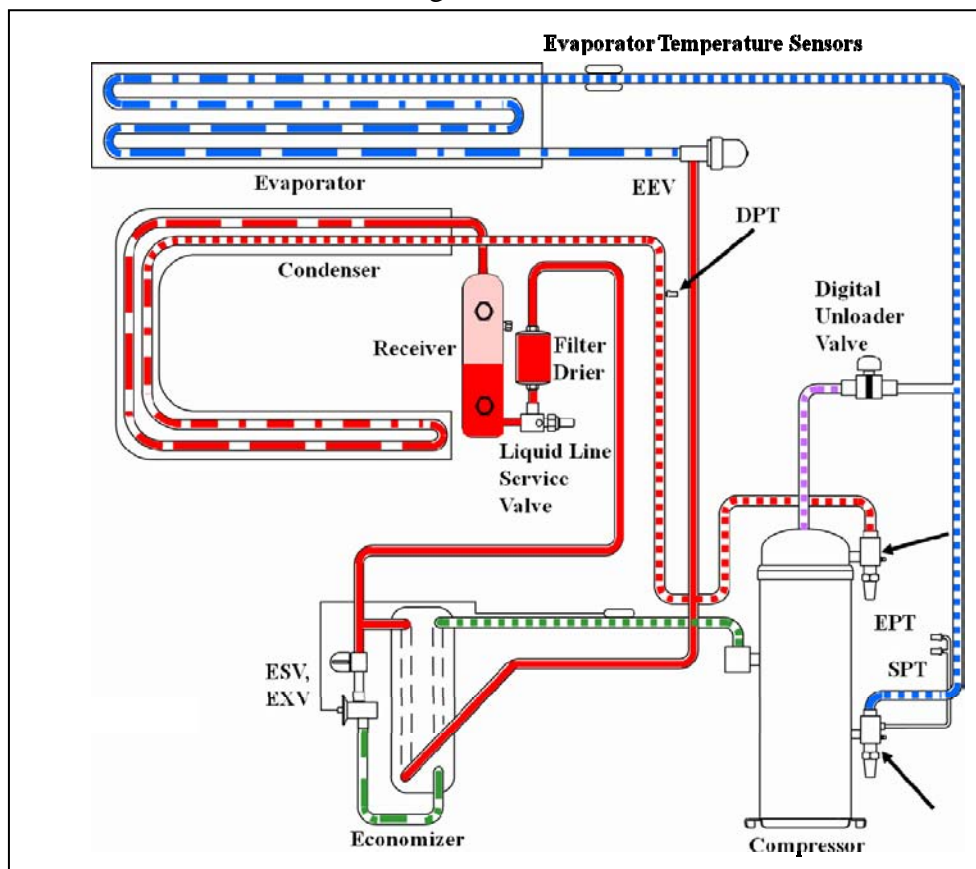 Evaporator Temperature Sensors
Evaporator
EEV
DPT
Condenser
Digital
Unloader
Valve
Receiver
Filter
Drier
Liquid Line
Service
Valve
EPT
SPT
ESV,
EXV
Economizer
Compressor